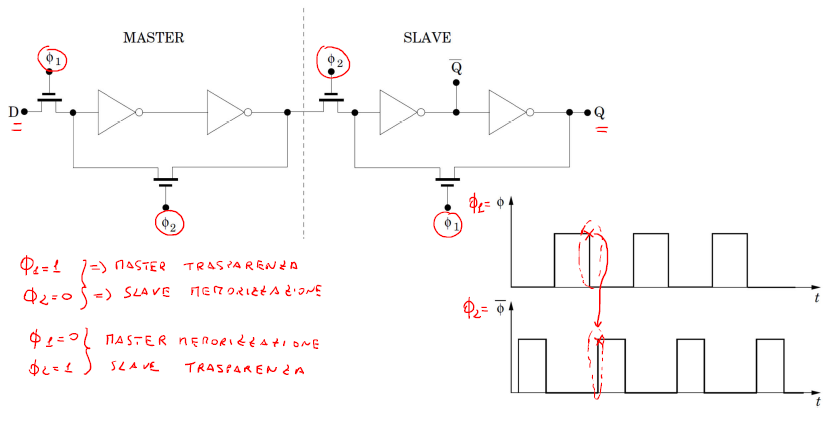 MASTER SLAVE
ϕ1 ϕ2
Q̅
D Q
ϕ2 ϕ1
ϕ1= ϕ
t
ϕ1=1 } => MASTER TRASPARENZA
ϕ2=0 => SLAVE MEMORIZZAZIONE
ϕ2= ϕ̅
ϕ1=0 } MASTER MEMORIZZAZIONE
ϕ2=1 SLAVE TRASPARENZA
t